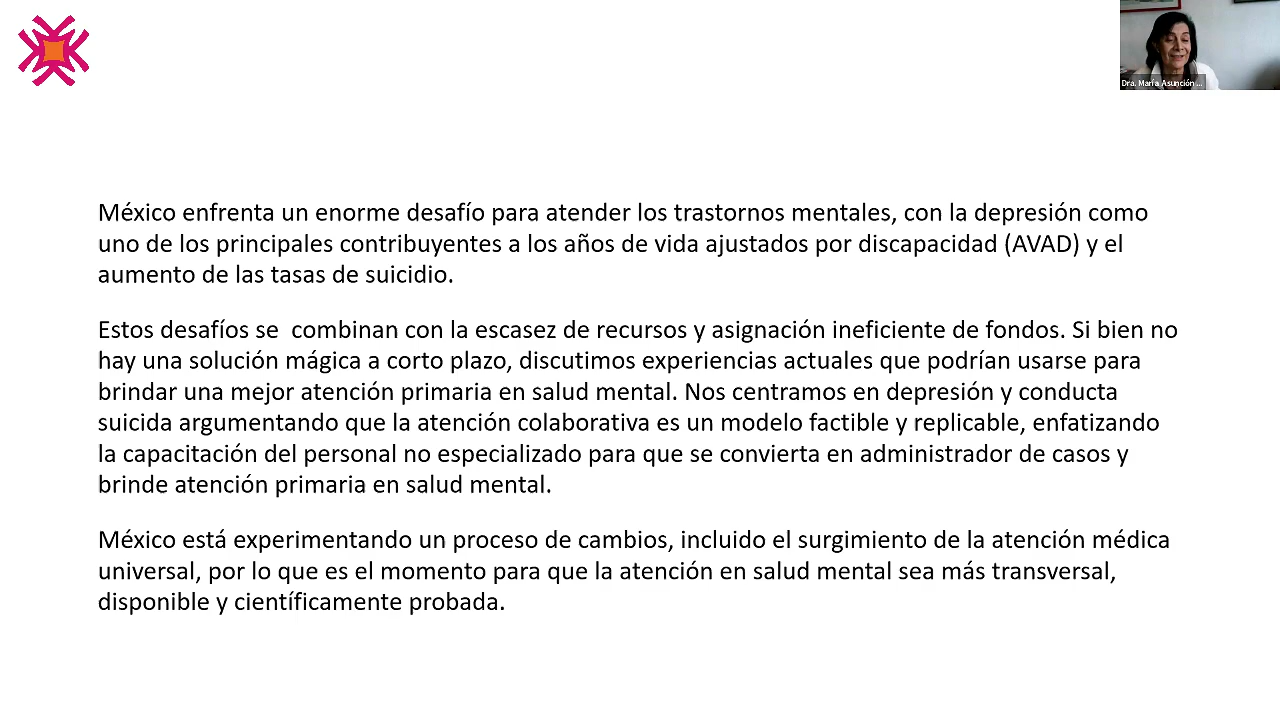 Dra. María Asunción ...
México enfrenta un enorme desafío para atender los trastornos mentales, con la depresión como
uno de los principales contribuyentes a los años de vida ajustados por discapacidad (AVAD) y el
aumento de las tasas de suicidio.
Estos desafíos se  combinan con la escasez de recursos y asignación ineficiente de fondos. Si bien no
hay una solución mágica a corto plazo, discutimos experiencias actuales que podrían usarse para
brindar una mejor atención primaria en salud mental. Nos centramos en depresión y conducta
suicida argumentando que la atención colaborativa es un modelo factible y replicable, enfatizando
la capacitación del personal no especializado para que se convierta en administrador de casos y
brinde atención primaria en salud mental.
México está experimentando un proceso de cambios, incluido el surgimiento de la atención médica
universal, por lo que es el momento para que la atención en salud mental sea más transversal,
disponible y científicamente probada.